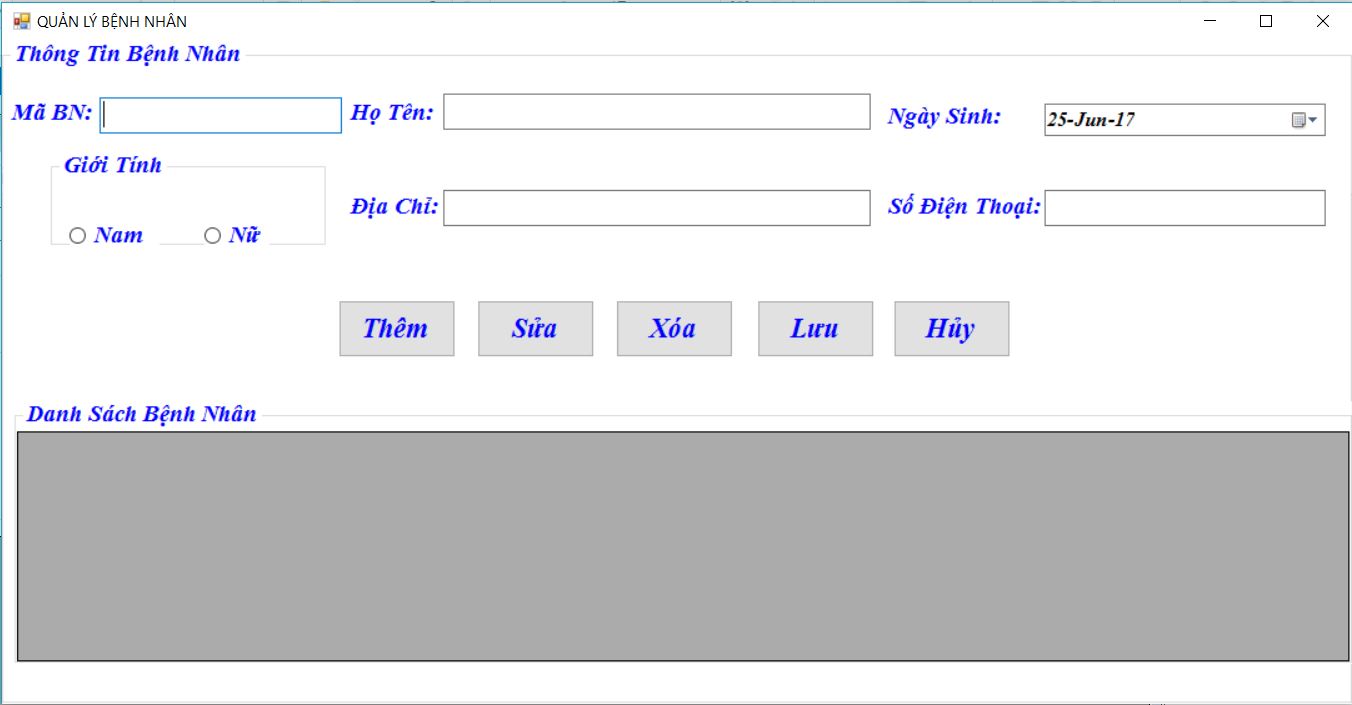 QUẢN LÝ BỆNH NHÂN
Thông Tin Bệnh Nhân
Mã BN: Họ Tên: Ngày Sinh: 25-Jun-17
Giới Tính
Địa Chỉ: Số Điện Thoại:
Nam Nữ
Thêm Sửa Xóa Lưu Hủy
Danh Sách Bệnh Nhân